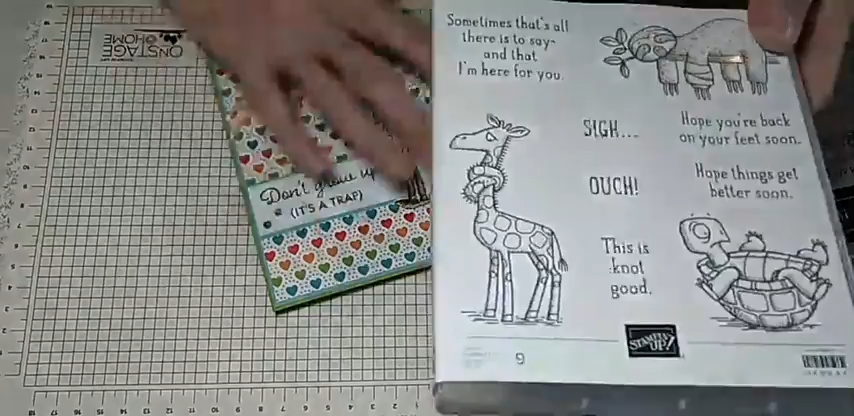 Sometimes that's all
there is to say-
and that
I'm here for you.
SIGH...
Hope you're back
on your feet soon.
OUCH!
Hope things get
better soon.
This is
knot
good.
STAMPIN' UP!
9
Don't grow up
(IT'S A TRAP)
ONSTAGE
@HOME